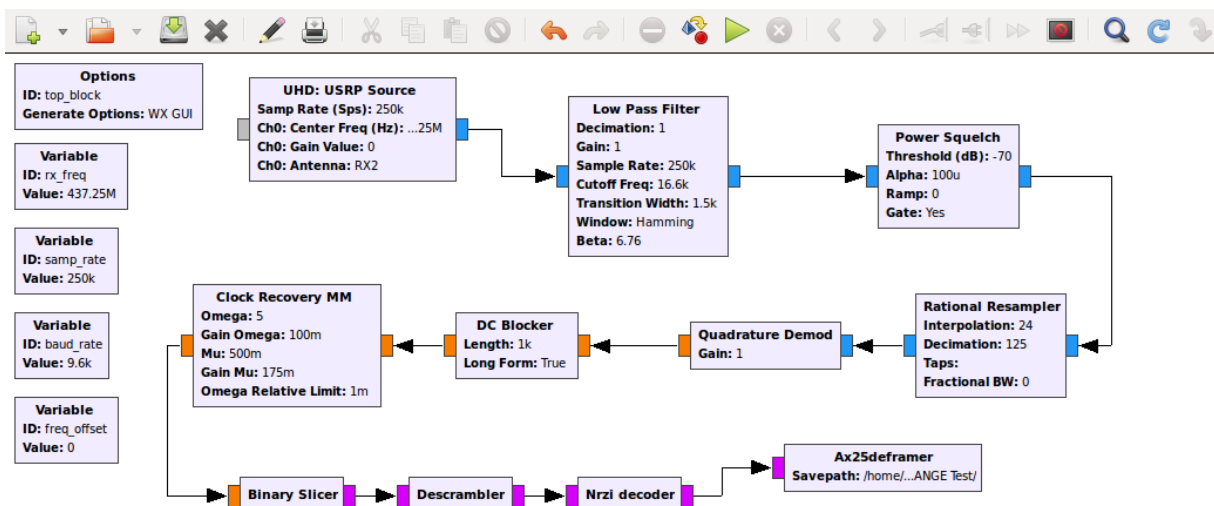 Options
ID: top_block
Generate Options: WX GUI
Variable
ID: rx_freq
Value: 437.25M
Variable
ID: samp_rate
Value: 250k
Variable
ID: baud_rate
Value: 9.6k
Variable
ID: freq_offset
Value: 0
UHD: USRP Source
Samp Rate (Sps): 250k
Ch0: Center Freq (Hz): ...25M
Ch0: Gain Value: 0
Ch0: Antenna: RX2
Low Pass Filter
Decimation: 1
Gain: 1
Sample Rate: 250k
Cutoff Freq: 16.6k
Transition Width: 1.5k
Window: Hamming
Beta: 6.76
Power Squelch
Threshold (dB): -70
Alpha: 100u
Ramp: 0
Gate: Yes
Rational Resampler
Interpolation: 24
Decimation: 125
Taps:
Fractional BW: 0
Quadrature Demod
Gain: 1
DC Blocker
Length: 1k
Long Form: True
Clock Recovery MM
Omega: 5
Gain Omega: 100m
Mu: 500m
Gain Mu: 175m
Omega Relative Limit: 1m
Binary Slicer
Descrambler
Nrzi decoder
Ax25deframer
Savepath: /home/...ANGE Test/